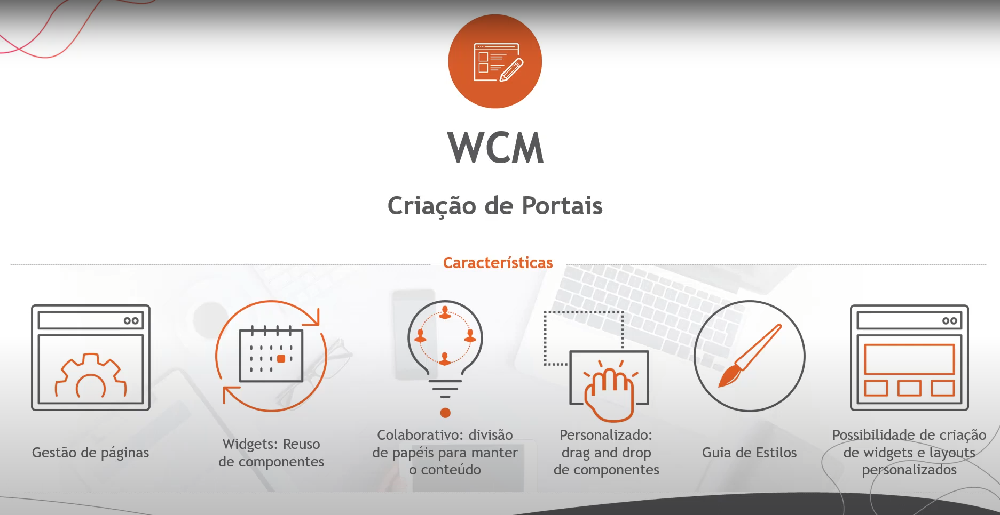 WCM
Criação de Portais
Características
Gestão de páginas
Widgets: Reuso
de componentes
Colaborativo: divisão
de papéis para manter
o conteúdo
Personalizado:
drag and drop
de componentes
Guia de Estilos
Possibilidade de criação
de widgets e layouts
personalizados